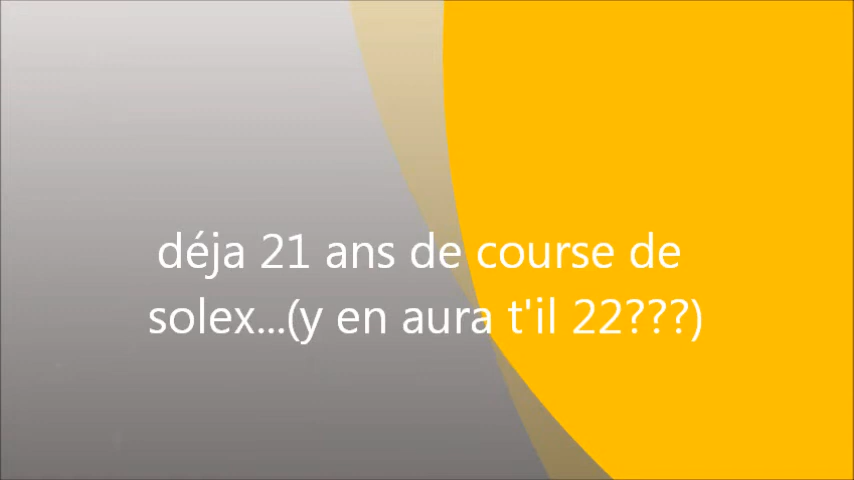 déja 21 ans de course de
solex...(y en aura t'il 22???)